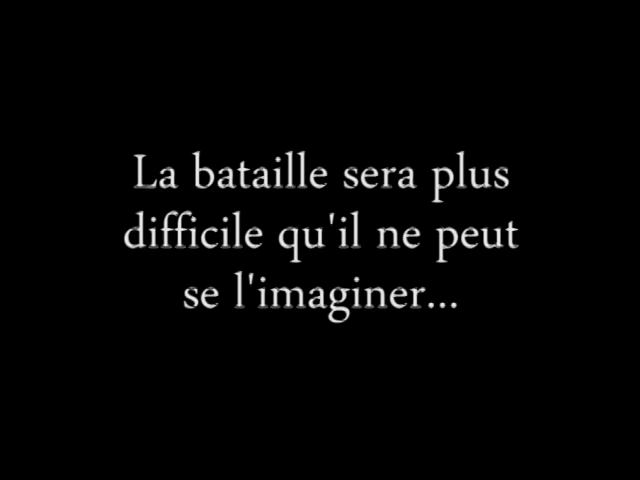 La bataille sera plus
difficile qu'il ne peut
se l'imaginer...